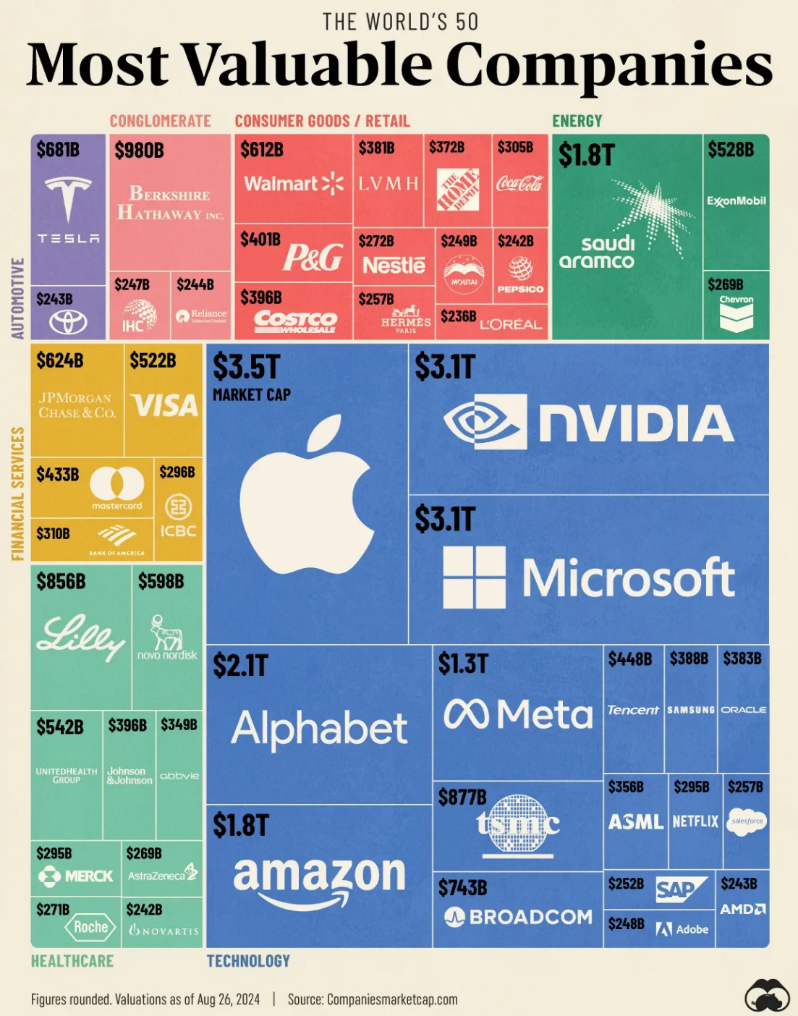 THE WORLD'S 50
Most Valuable Companies
AUTOMOTIVE
$681B
TESLA
$243B
CONGLOMERATE
$980B
BERKSHIRE
HATHAWAY INC.
$247B
IHC
$244B
Reliance
Industries Limited
CONSUMER GOODS / RETAIL
$612B
Walmart
$401B
P&G
$396B
COSTCO
WHOLESALE
$381B
LVMH
$372B
THE
HOME
DEPOT
$305B
Coca-Cola
$272B
Nestlé
$257B
HERMÈS
PARIS
$249B
MOUTAI
$242B
PEPSICO
$236B
L'ORÉAL
ENERGY
$1.8T
saudi
aramco
$528B
ExxonMobil
$269B
Chevron
FINANCIAL SERVICES
$624B
JPMORGAN
CHASE & CO.
$522B
VISA
$433B
mastercard
$310B
BANK OF AMERICA
$296B
ICBC
$856B
Lilly
$598B
novo nordisk
$542B
UNITEDHEALTH
GROUP
$396B
Johnson
&Johnson
$349B
abbvie
$295B
MERCK
$269B
AstraZeneca
$271B
Roche
$242B
NOVARTIS
HEALTHCARE
$3.5T
MARKET CAP
$3.1T
NVIDIA
$3.1T
Microsoft
$2.1T
Alphabet
$1.8T
amazon
$1.3T
Meta
$877B
tsmc
$743B
BROADCOM
$448B
Tencent
$388B
SAMSUNG
$383B
ORACLE
$356B
ASML
$295B
NETFLIX
$257B
salesforce
$252B
SAP
$248B
Adobe
$243B
AMD
TECHNOLOGY
Figures rounded. Valuations as of Aug 26, 2024 | Source: Companiesmarketcap.com